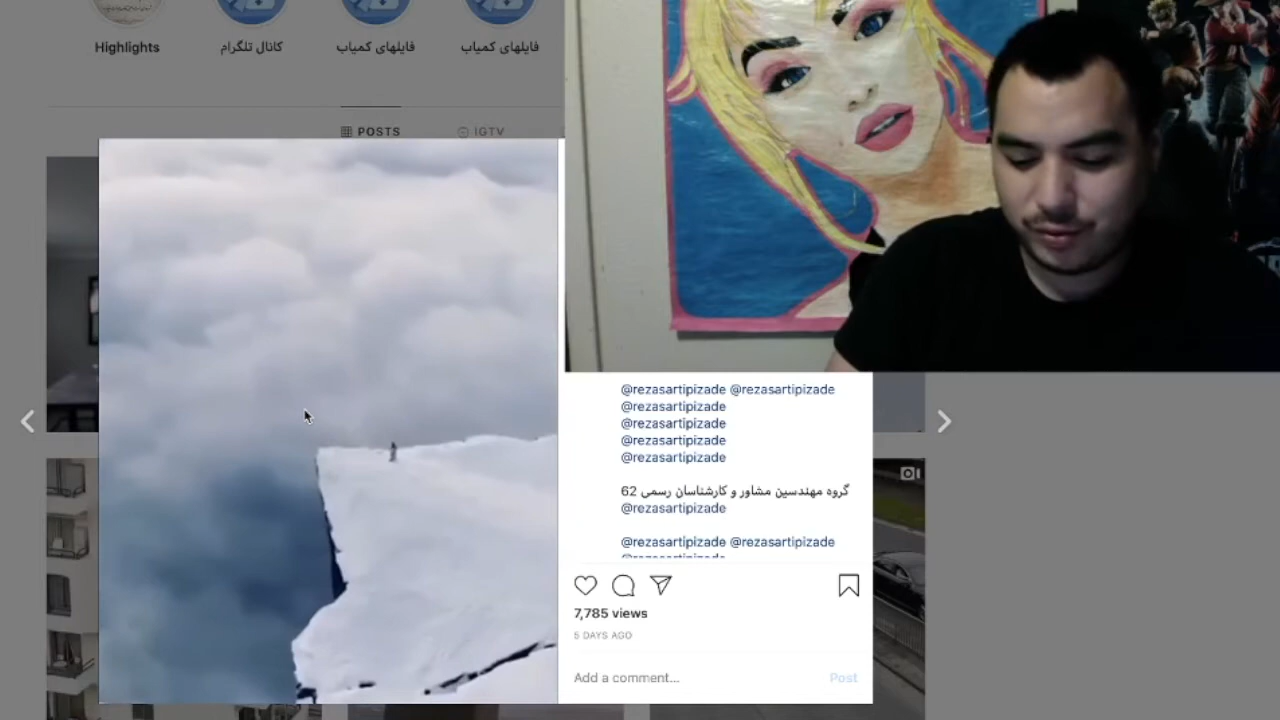 Highlights
کانال تلگرام
فایلهای کمیاب
فایلهای کمیاب
POSTS
IGTV
@rezasartipizade @rezasartipizade
@rezasartipizade
@rezasartipizade
@rezasartipizade
@rezasartipizade
گروه مهندسین مشاور و کارشناسان رسمی 62
@rezasartipizade
@rezasartipizade @rezasartipizade
7,785 views
5 DAYS AGO
Add a comment...
Post